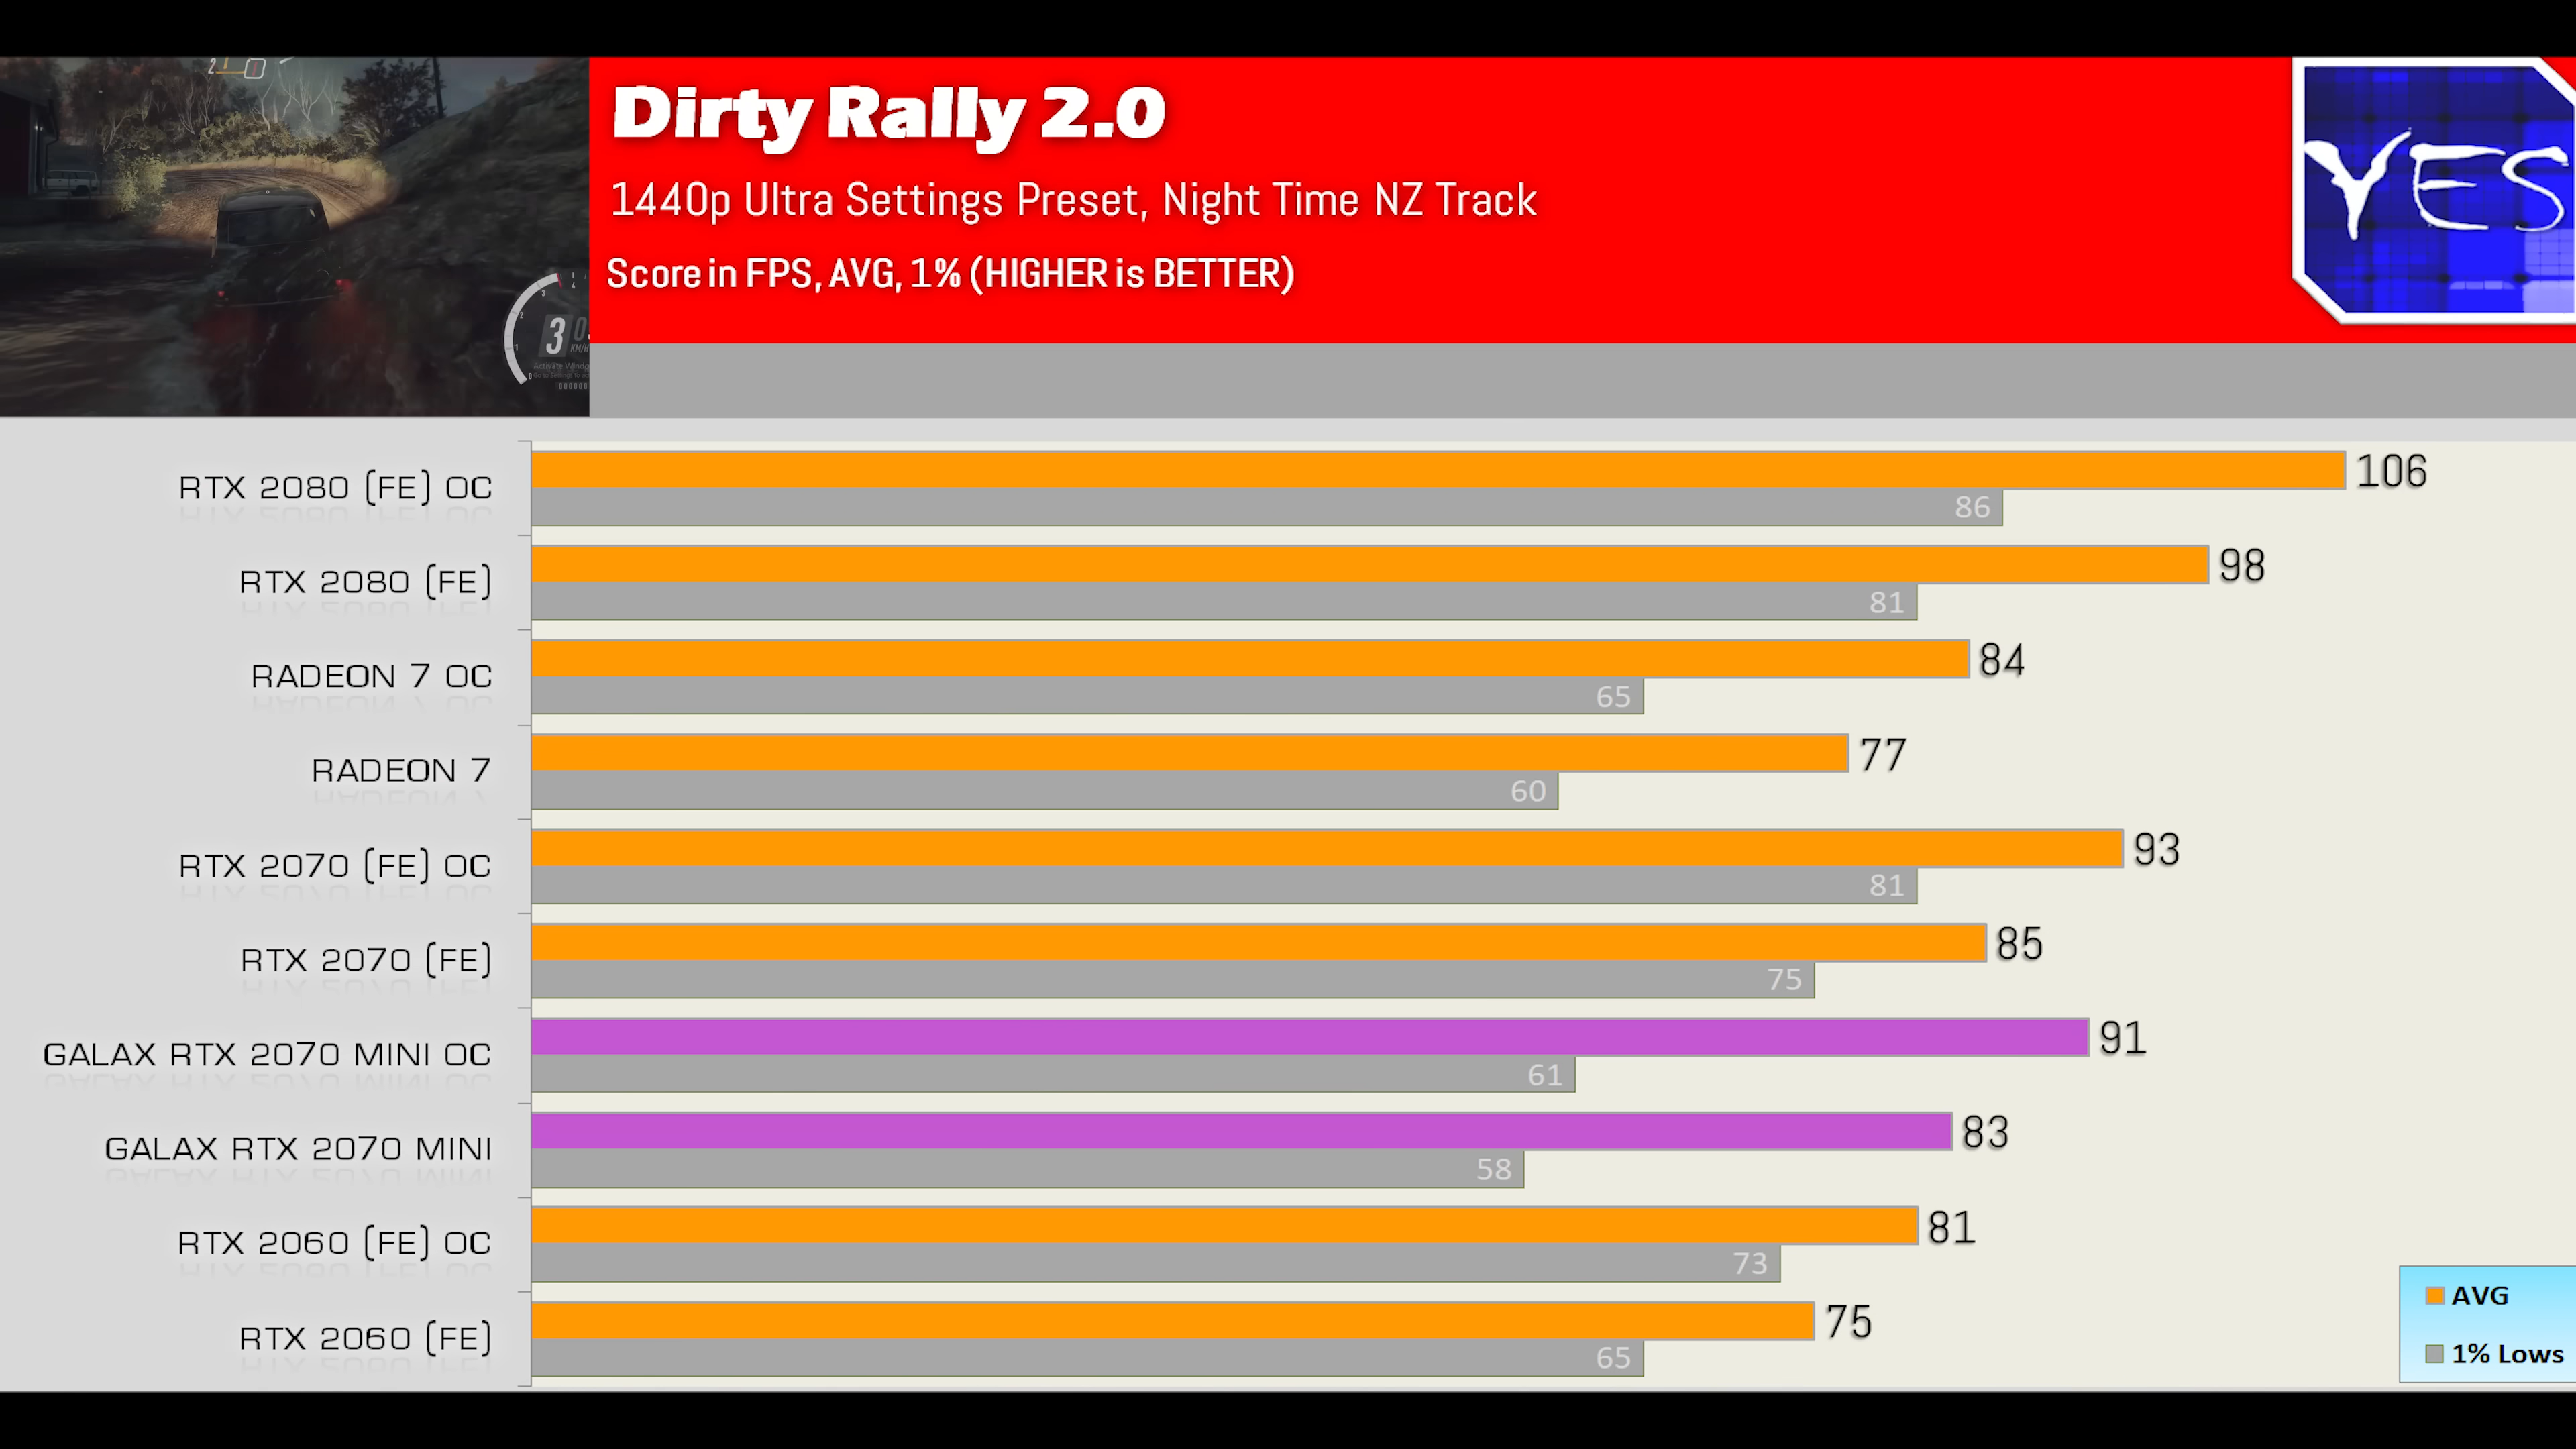 Dirty Rally 2.0
1440p Ultra Settings Preset, Night Time NZ Track
Score in FPS, AVG, 1% (HIGHER is BETTER)
YES
2
3
KM/H
RTX 2080 (FE) OC
106
86
RTX 2080 (FE)
98
81
RADEON 7 OC
84
65
RADEON 7
77
60
RTX 2070 (FE) OC
93
81
RTX 2070 (FE)
85
75
GALAX RTX 2070 MINI OC
91
61
GALAX RTX 2070 MINI
83
58
RTX 2060 (FE) OC
81
73
RTX 2060 (FE)
75
65
AVG
1% Lows